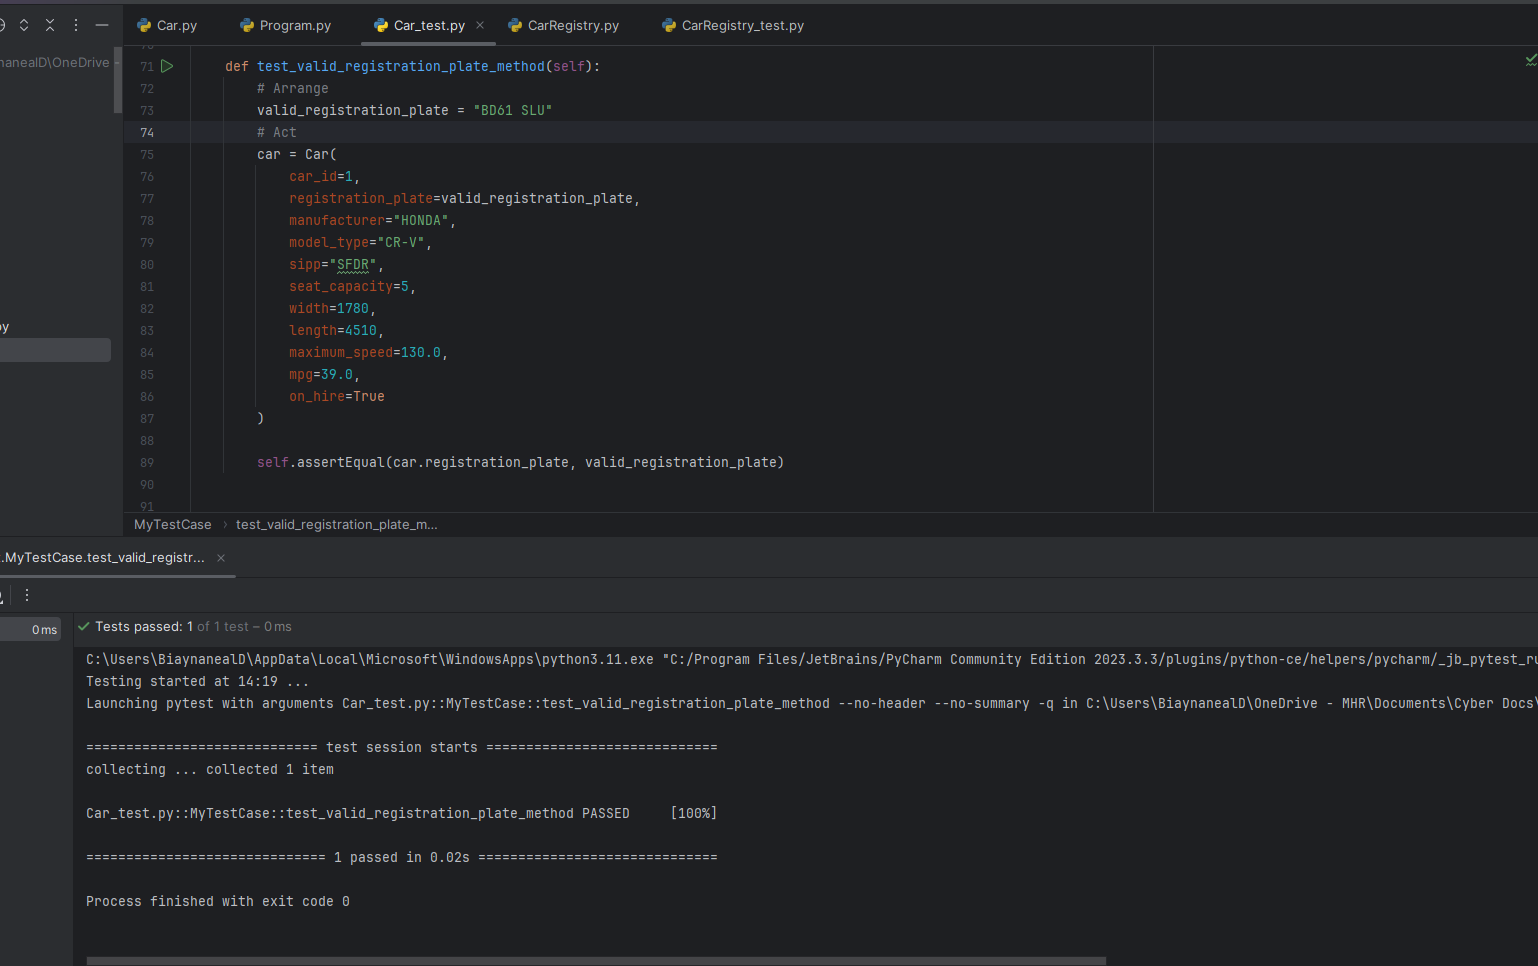 Car.py Program.py Car_test.py CarRegistry.py CarRegistry_test.py
nanealD\OneDrive -
71 def test_valid_registration_plate_method(self):
72 # Arrange
73 valid_registration_plate = "BD61 SLU"
74 # Act
75 car = Car(
76 car_id=1,
77 registration_plate=valid_registration_plate,
78 manufacturer="HONDA",
79 model_type="CR-V",
80 sipp="SFDR",
81 seat_capacity=5,
82 width=1780,
83 length=4510,
py
84 maximum_speed=130.0,
85 mpg=39.0,
86 on_hire=True
87 )
88
89 self.assertEqual(car.registration_plate, valid_registration_plate)
90
91
MyTestCase › test_valid_registration_plate_m...
.MyTestCase.test_valid_registr...
0 ms
Tests passed: 1 of 1 test – 0 ms
C:\Users\BiaynanealD\AppData\Local\Microsoft\WindowsApps\python3.11.exe "C:/Program Files/JetBrains/PyCharm Community Edition 2023.3.3/plugins/python-ce/helpers/pycharm/_jb_pytest_ru
Testing started at 14:19 ...
Launching pytest with arguments Car_test.py::MyTestCase::test_valid_registration_plate_method --no-header --no-summary -q in C:\Users\BiaynanealD\OneDrive - MHR\Documents\Cyber Docs\
============================= test session starts =============================
collecting ... collected 1 item
Car_test.py::MyTestCase::test_valid_registration_plate_method PASSED [100%]
============================== 1 passed in 0.02s ==============================
Process finished with exit code 0